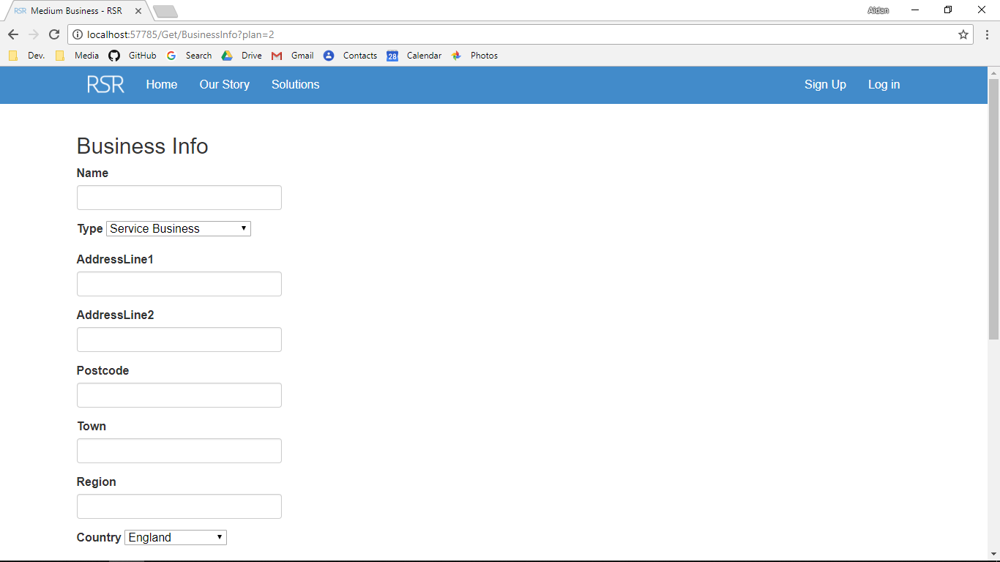 RSR Medium Business - RSR
Aidan
localhost:57785/Get/BusinessInfo?plan=2
Dev. Media GitHub Search Drive Gmail Contacts 28 Calendar Photos
RSR Home Our Story Solutions Sign Up Log in
Business Info
Name
Type Service Business
AddressLine1
AddressLine2
Postcode
Town
Region
Country England